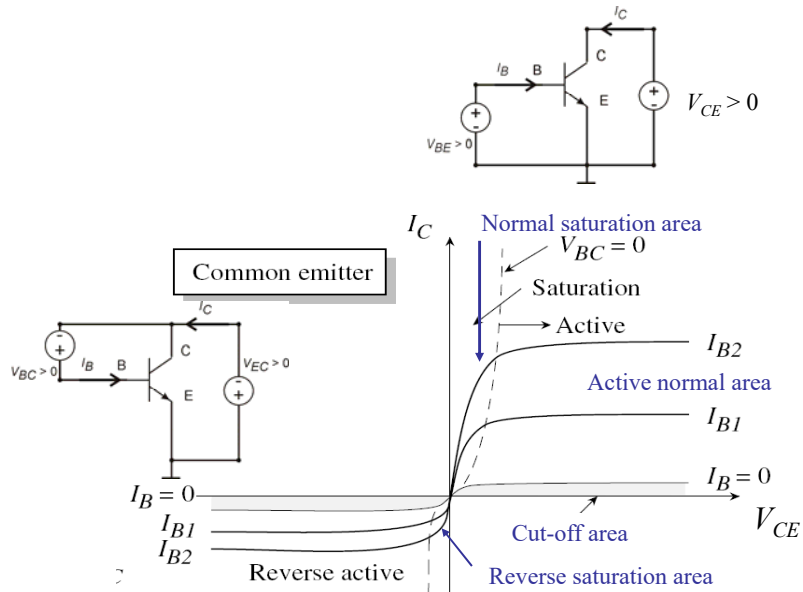 I_C
I_B B C
E
V_BE > 0
V_CE > 0
I_C
Normal saturation area
V_BC = 0
Common emitter
Saturation
Active
I_C
V_BC > 0
I_B B C
E
V_EC > 0
I_B2
Active normal area
I_B1
I_B = 0
I_B = 0
I_B1
I_B2
Cut-off area
V_CE
Reverse active
Reverse saturation area